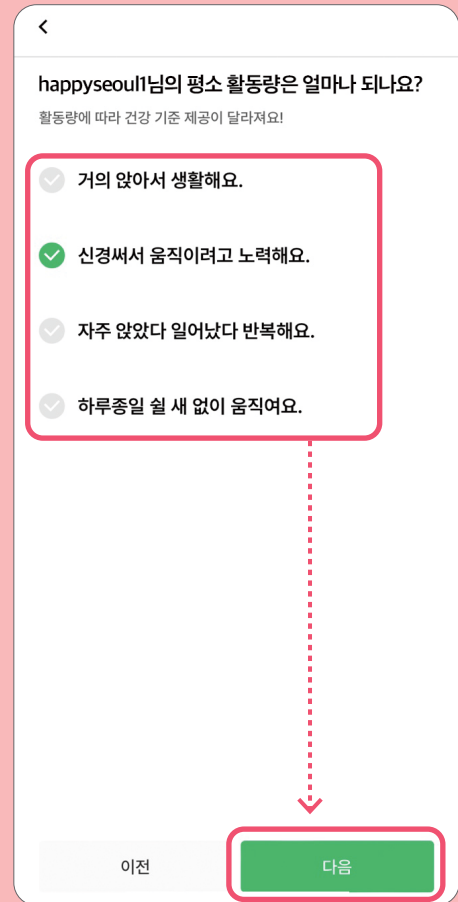 happyseoul1님의 평소 활동량은 얼마나 되나요?
활동량에 따라 건강 기준 제공이 달라져요!
거의 앉아서 생활해요.
신경써서 움직이려고 노력해요.
자주 앉았다 일어났다 반복해요.
하루종일 쉴 새 없이 움직여요.
이전
다음